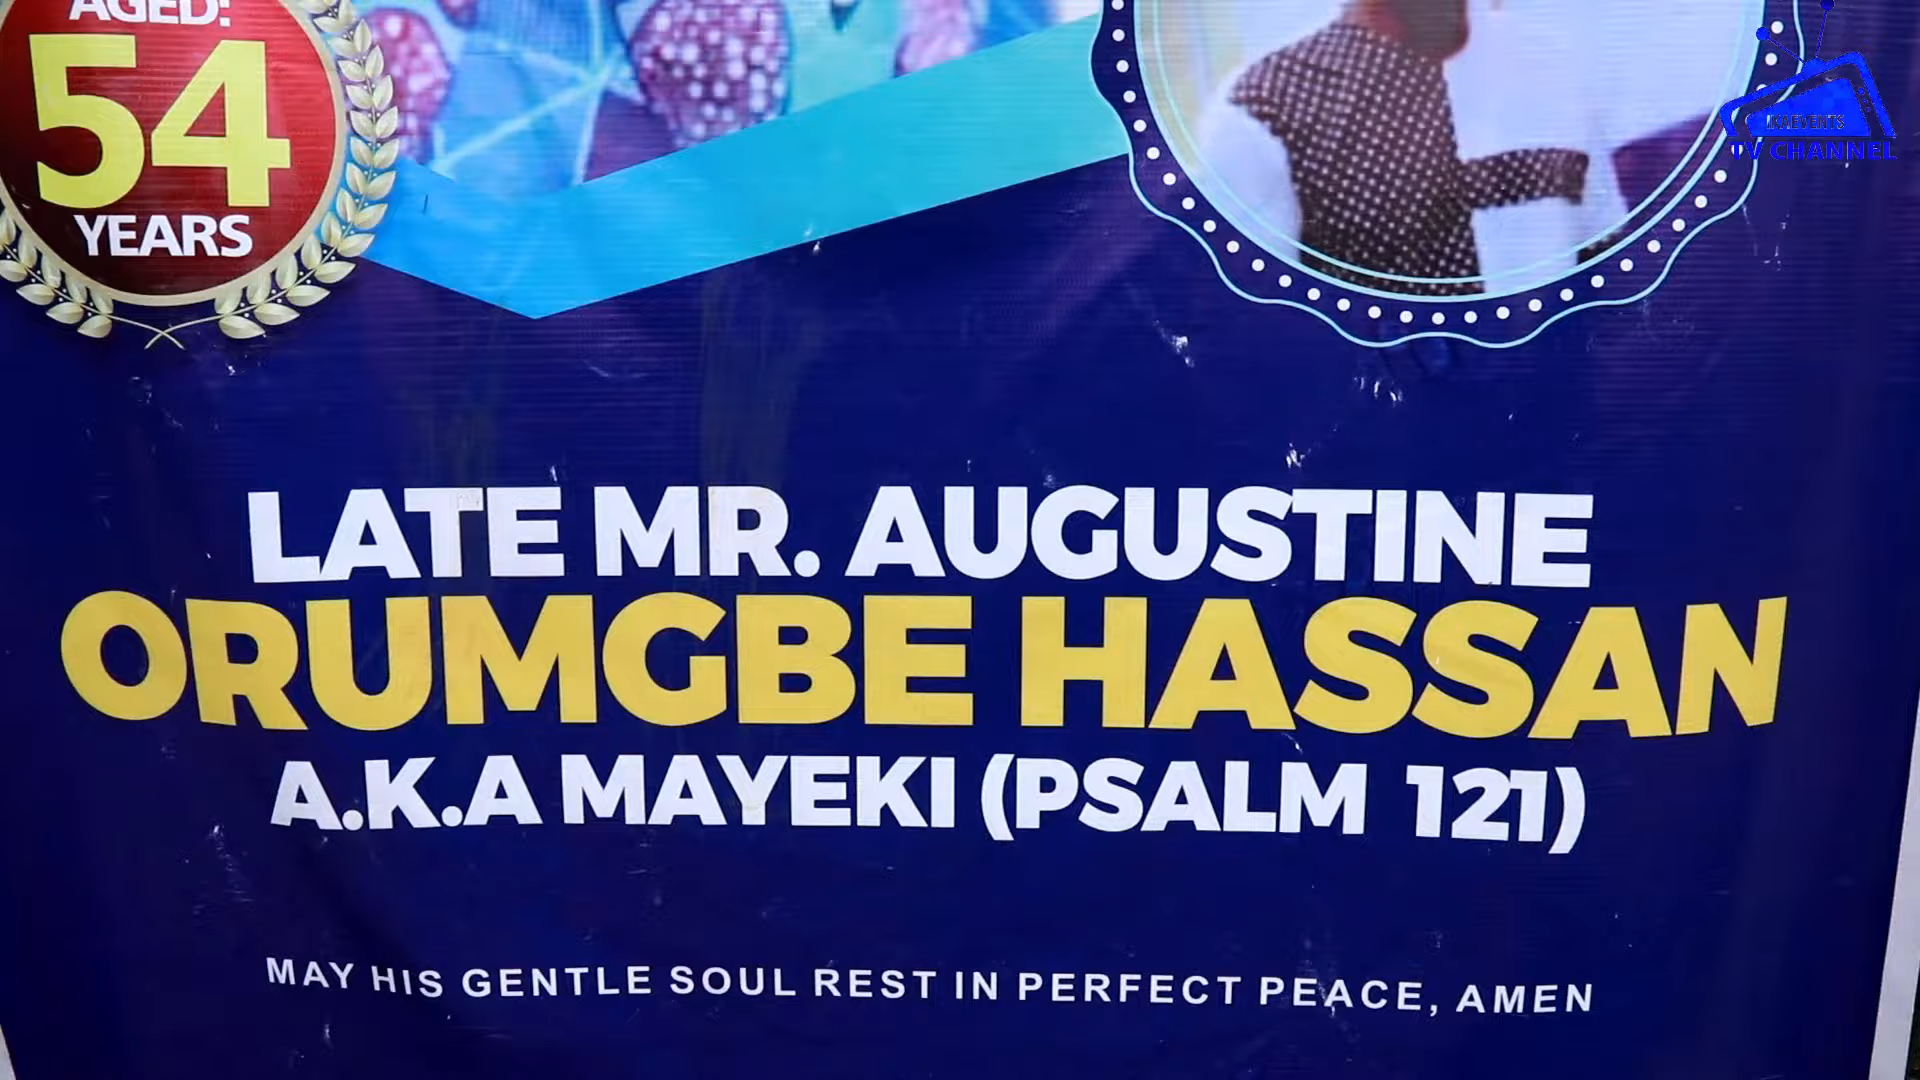 AGED:
54
YEARS
IKAEVENTS
TV CHANNEL
LATE MR. AUGUSTINE
ORUMGBE HASSAN
A.K.A MAYEKI (PSALM 121)
MAY HIS GENTLE SOUL REST IN PERFECT PEACE, AMEN